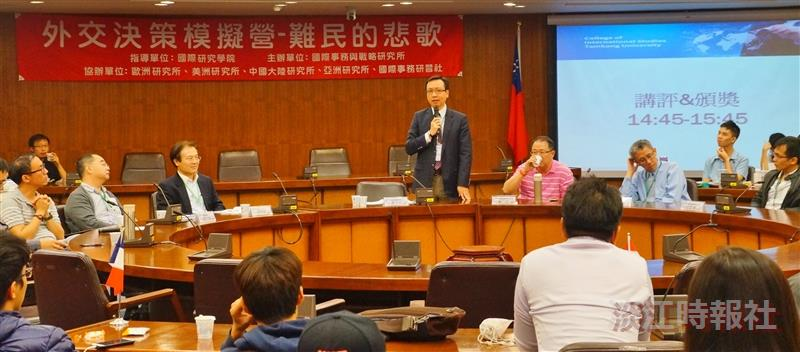 外交決策模擬營-難民的悲歌
指導單位：國際研究學院　主辦單位：國際事務與戰略研究所
協辦單位：歐洲研究所、美洲研究所、中國大陸研究所、亞洲研究所、國際事務研習社
College of
International Studies
Tamkang University
講評&頒獎
14:45-15:45
淡江時報社